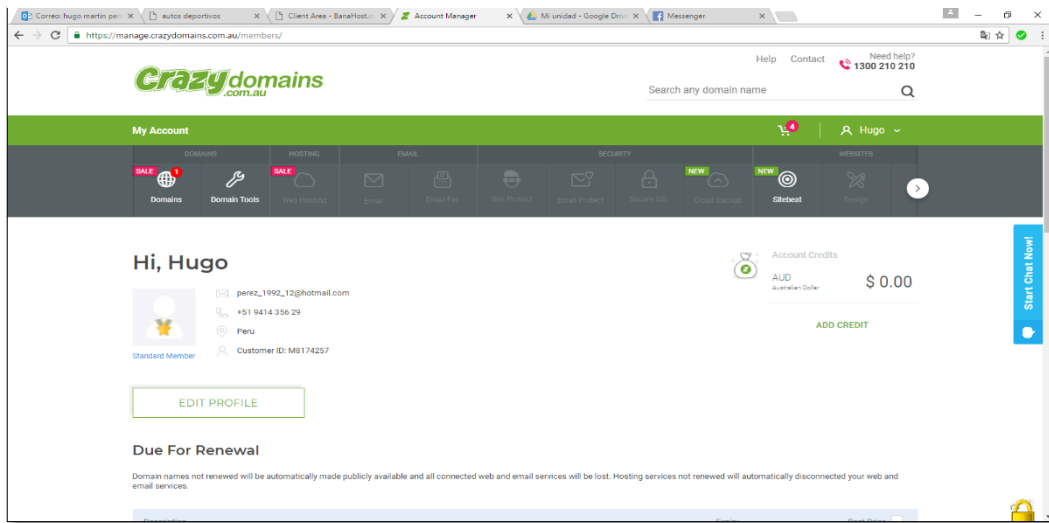 Correo: hugo martin per
autos deportivos
Client Area - BanaHost.c
Account Manager
Mi unidad - Google Driv
Messenger
https://manage.crazydomains.com.au/members/
Help Contact Need help?
1300 210 210
Crazydomains
.com.au
Search any domain name
My Account 4 Hugo
DOMAINS HOSTING EMAIL SECURITY WEBSITES
SALE 1 SALE NEW NEW
Domains Domain Tools Web Hosting Email Email Fax Site Protect Email Protect Secure SSL Cloud Backup Sitebeat Design
Start Chat Now!
Hi, Hugo
Account Credits
AUD
Australian Dollar
$ 0.00
ADD CREDIT
perez_1992_12@hotmail.com
+51 9414 356 29
Peru
Customer ID: M8174257
Standard Member
EDIT PROFILE
Due For Renewal
Domain names not renewed will be automatically made publicly available and all connected web and email services will be lost. Hosting services not renewed will automatically disconnected your web and
email services.